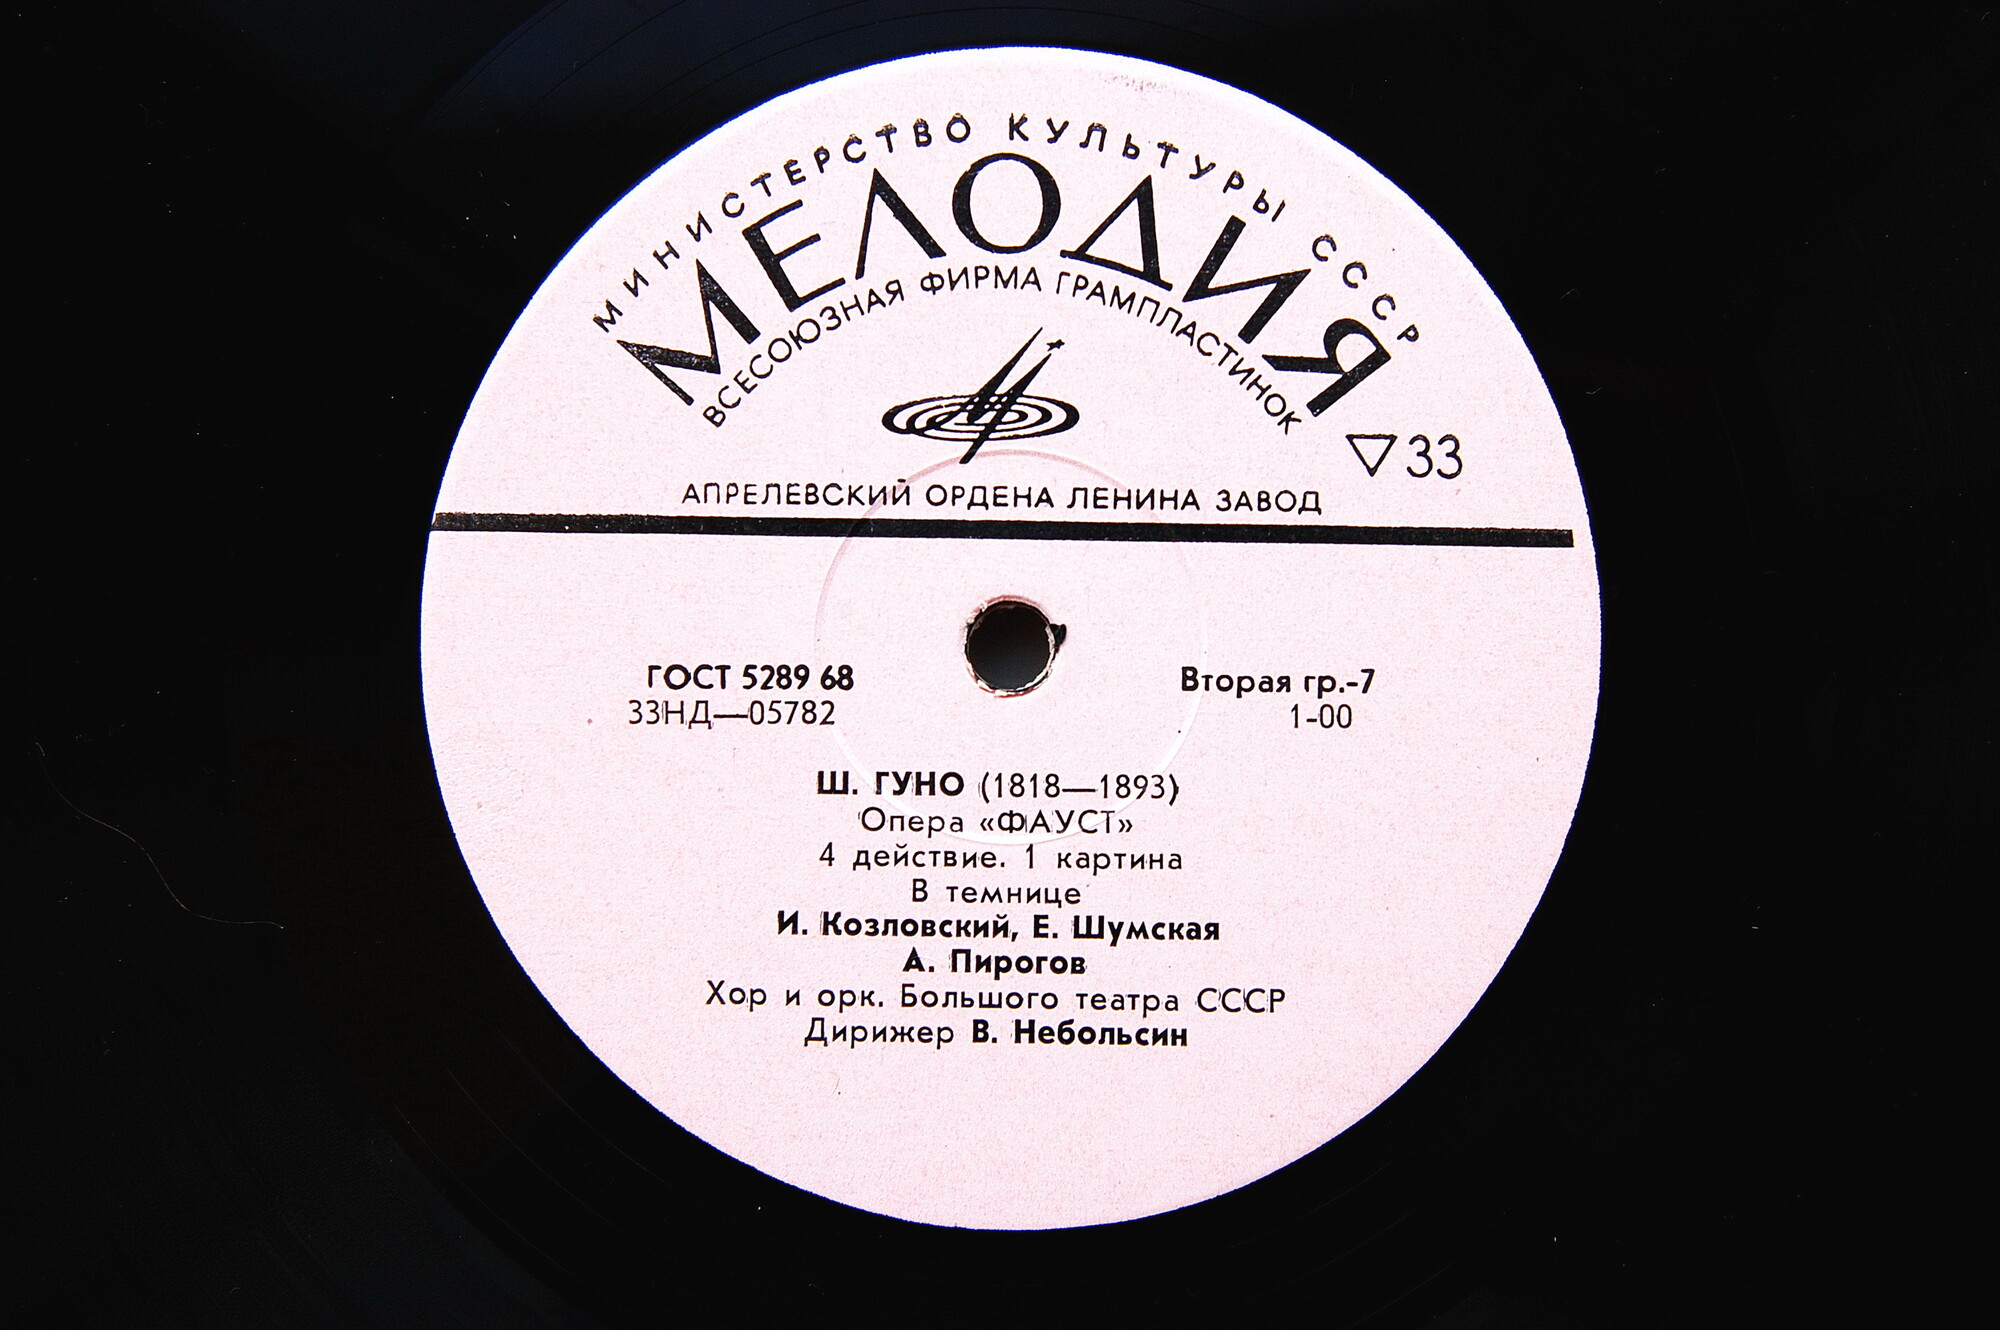 МИНИСТЕРСТВО КУЛЬТУРЫ СССР
МЕЛОДИЯ
ВСЕСОЮЗНАЯ ФИРМА ГРАМПЛАСТИНОК
▽33
АПРЕЛЕВСКИЙ ОРДЕНА ЛЕНИНА ЗАВОД
ГОСТ 5289 68
33НД—05782
Вторая гр.-7
1-00
Ш. ГУНО (1818—1893)
Опера «ФАУСТ»
4 действие. 1 картина
В темнице
И. Козловский, Е. Шумская
А. Пирогов
Хор и орк. Большого театра СССР
Дирижер В. Небольсин